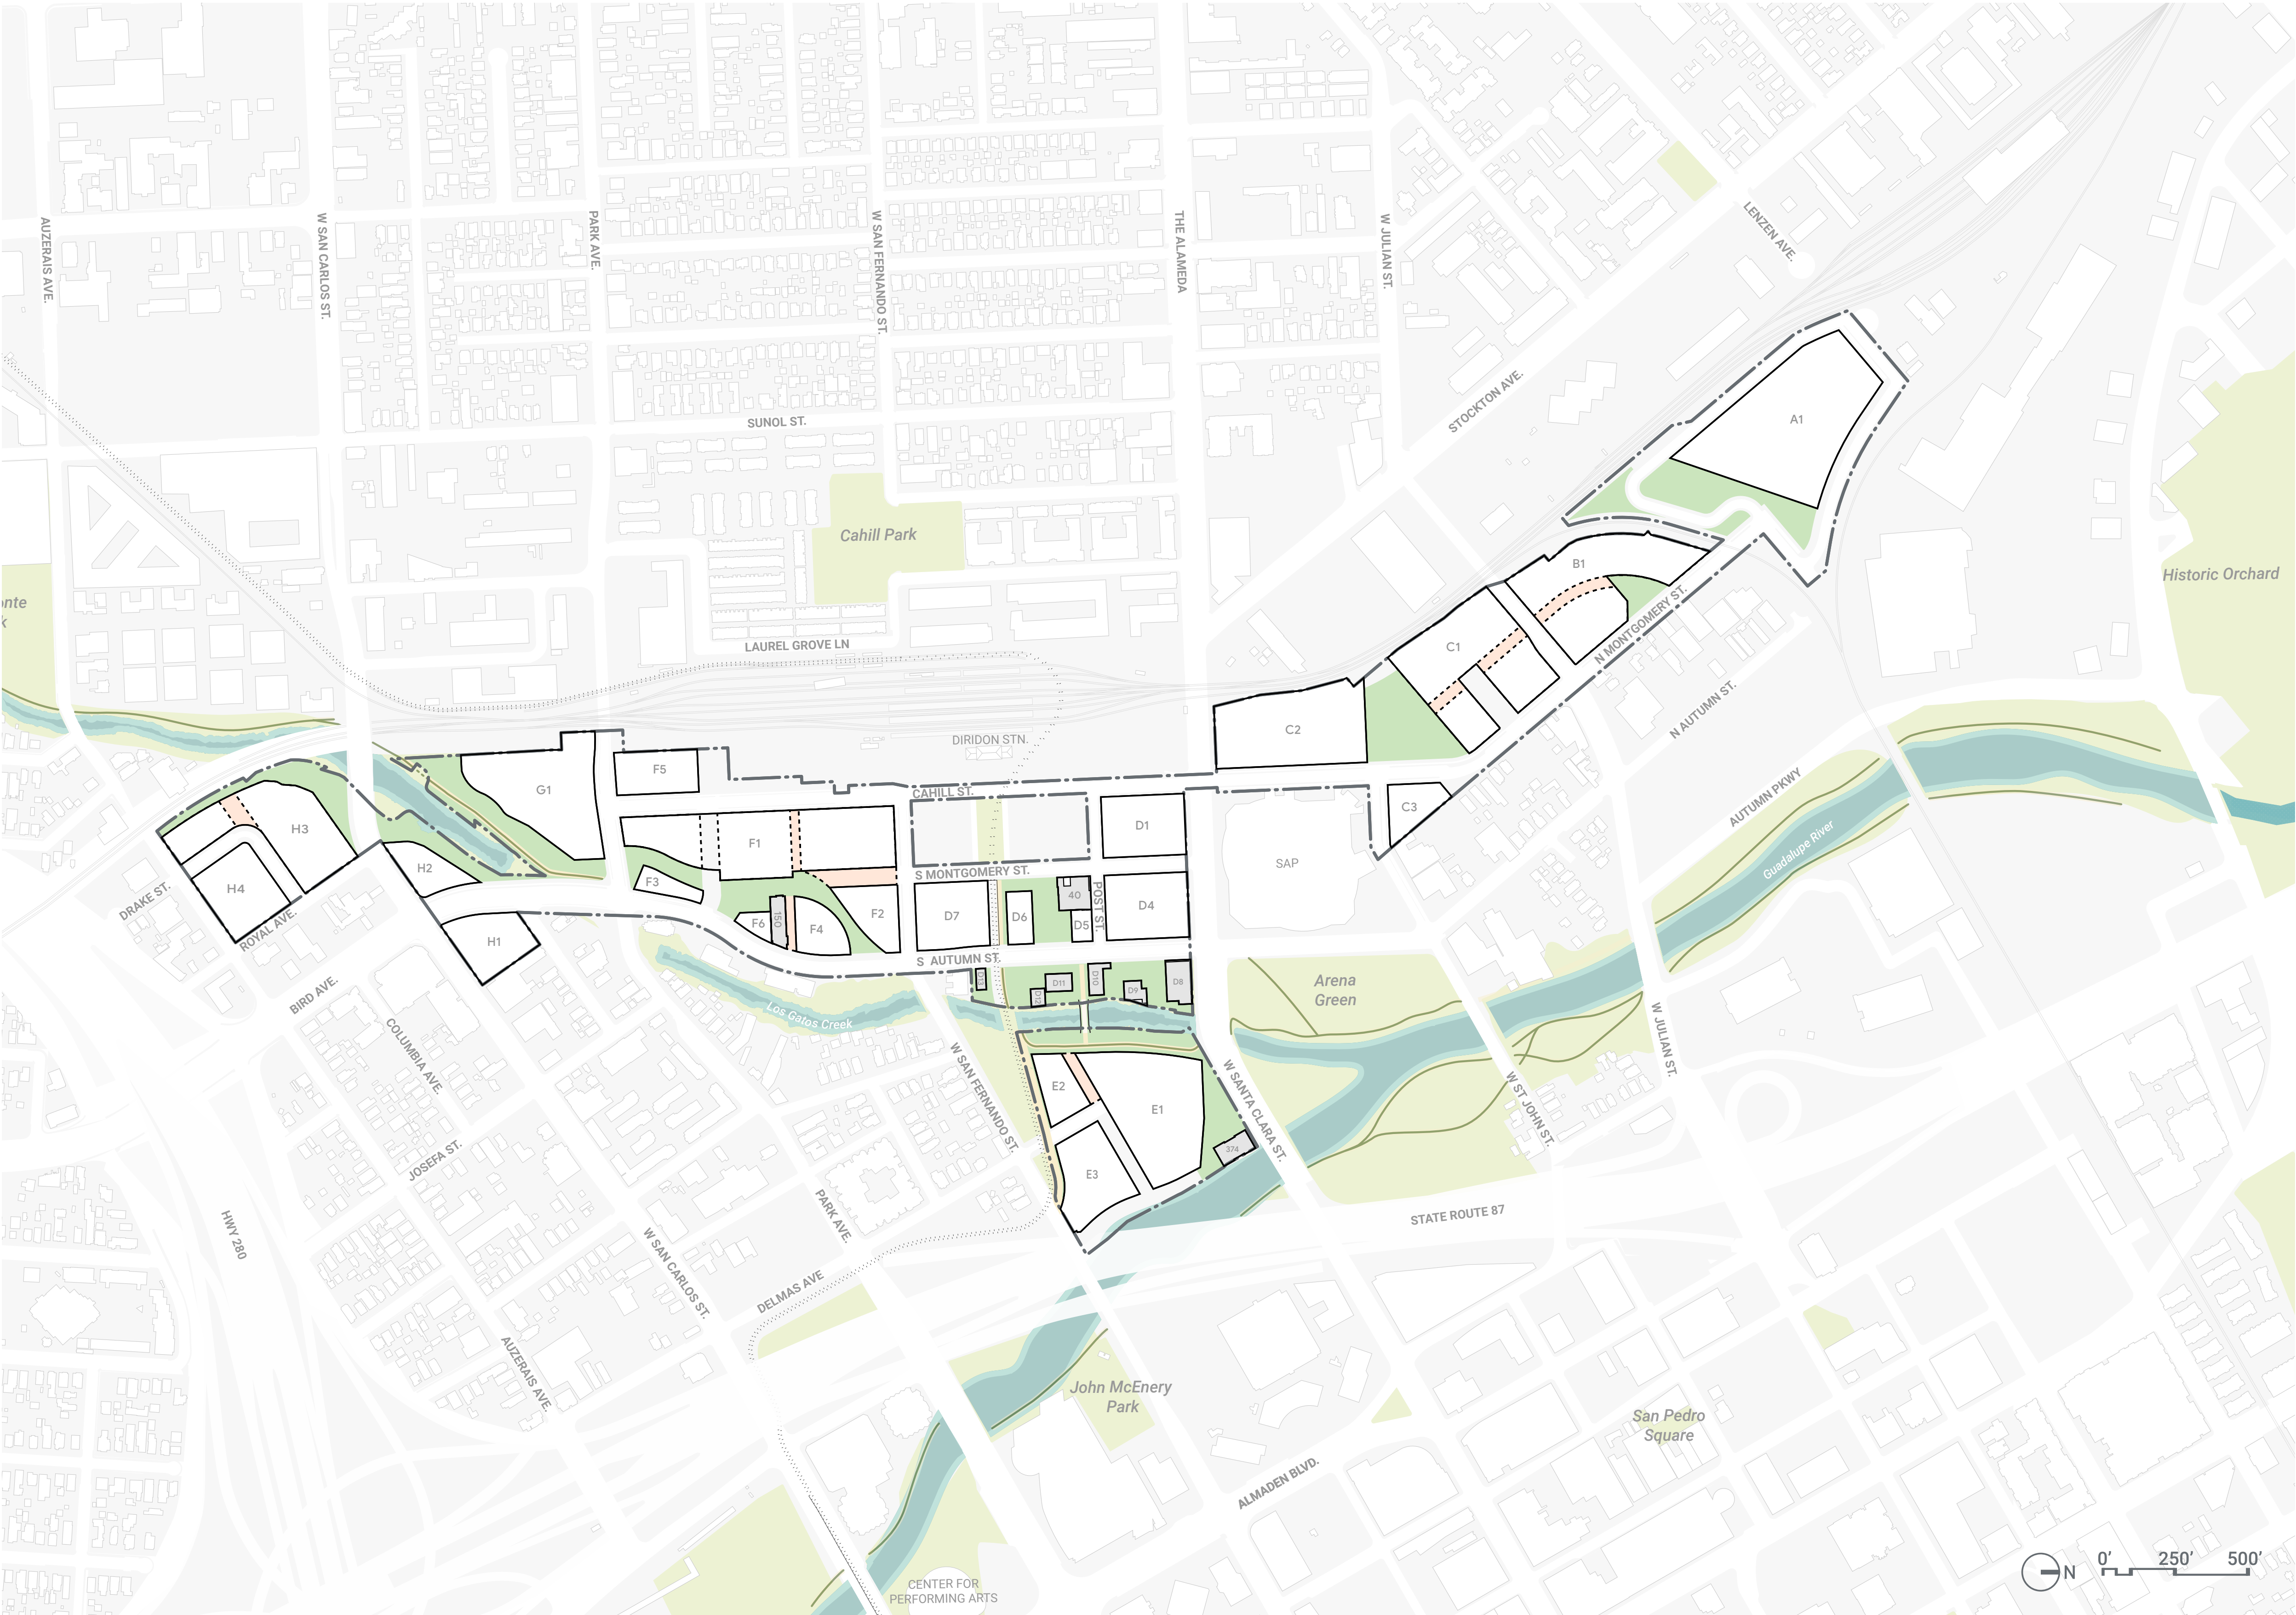 AUZERAIS AVE.
W SAN CARLOS ST.
PARK AVE.
W SAN FERNANDO ST.
THE ALAMEDA
W JULIAN ST.
LENZEN AVE.
STOCKTON AVE.
SUNOL ST.
A1
Cahill Park
Historic Orchard
B1
onte
k
LAUREL GROVE LN
C1
N MONTGOMERY ST.
N AUTUMN ST.
DIRIDON STN.
C2
F5
G1
CAHILL ST.
AUTUMN PKWY
C3
H3
F1
D1
SAP
Guadalupe River
H2
S MONTGOMERY ST.
F3
H4
DRAKE ST.
ROYAL AVE.
40
POST ST.
D4
F2
D7
D6
D5
F6
150
F4
H1
S AUTUMN ST.
D13
D12
D11
D10
D9
D8
Arena
Green
BIRD AVE.
Los Gatos Creek
COLUMBIA AVE.
W SAN FERNANDO ST.
W SANTA CLARA ST.
W ST JOHN ST.
W JULIAN ST.
E2
E1
E3
374
JOSEFA ST.
PARK AVE.
HWY 280
W SAN CARLOS ST.
STATE ROUTE 87
DELMAS AVE
AUZERAIS AVE.
John McEnery
Park
San Pedro
Square
ALMADEN BLVD.
CENTER FOR
PERFORMING ARTS
N
0’ 250’ 500’